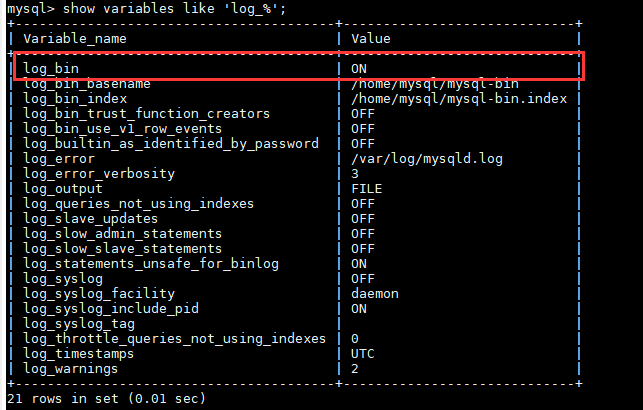 mysql> show variables like 'log_%';
+----------------------------------------+------------------------------+
| Variable_name | Value |
+----------------------------------------+------------------------------+
| log_bin | ON |
| log_bin_basename | /home/mysql/mysql-bin |
| log_bin_index | /home/mysql/mysql-bin.index |
| log_bin_trust_function_creators | OFF |
| log_bin_use_v1_row_events | OFF |
| log_builtin_as_identified_by_password | OFF |
| log_error | /var/log/mysqld.log |
| log_error_verbosity | 3 |
| log_output | FILE |
| log_queries_not_using_indexes | OFF |
| log_slave_updates | OFF |
| log_slow_admin_statements | OFF |
| log_slow_slave_statements | OFF |
| log_statements_unsafe_for_binlog | ON |
| log_syslog | OFF |
| log_syslog_facility | daemon |
| log_syslog_include_pid | ON |
| log_syslog_tag | |
| log_throttle_queries_not_using_indexes | 0 |
| log_timestamps | UTC |
| log_warnings | 2 |
+----------------------------------------+------------------------------+
21 rows in set (0.01 sec)